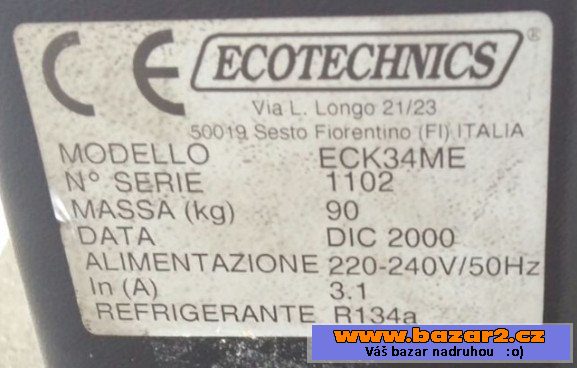 CE ECOTECHNICS®
Via L. Longo 21/23
50019 Sesto Fiorentino (FI) ITALIA
MODELLO ECK34ME
N° SERIE 1102
MASSA (kg) 90
DATA DIC 2000
ALIMENTAZIONE 220-240V/50Hz
In (A) 3.1
REFRIGERANTE R134a
www.bazar2.cz
Váš bazar nadruhou :o)